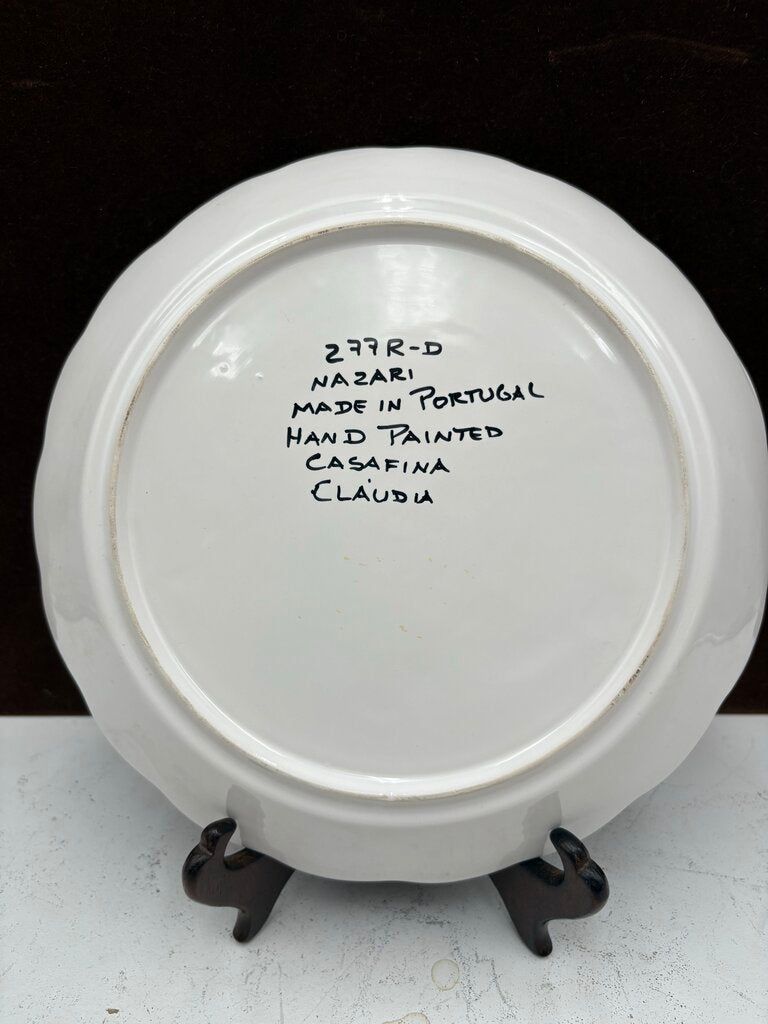 277R-D
NAZARI
MADE IN PORTUGAL
HAND PAINTED
CASAFINA
CLÁUDIA